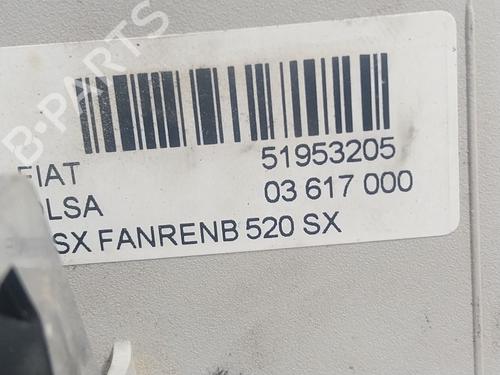 B-PARTS
FIAT 51953205
LSA 03 617 000
SX FANRENB 520 SX